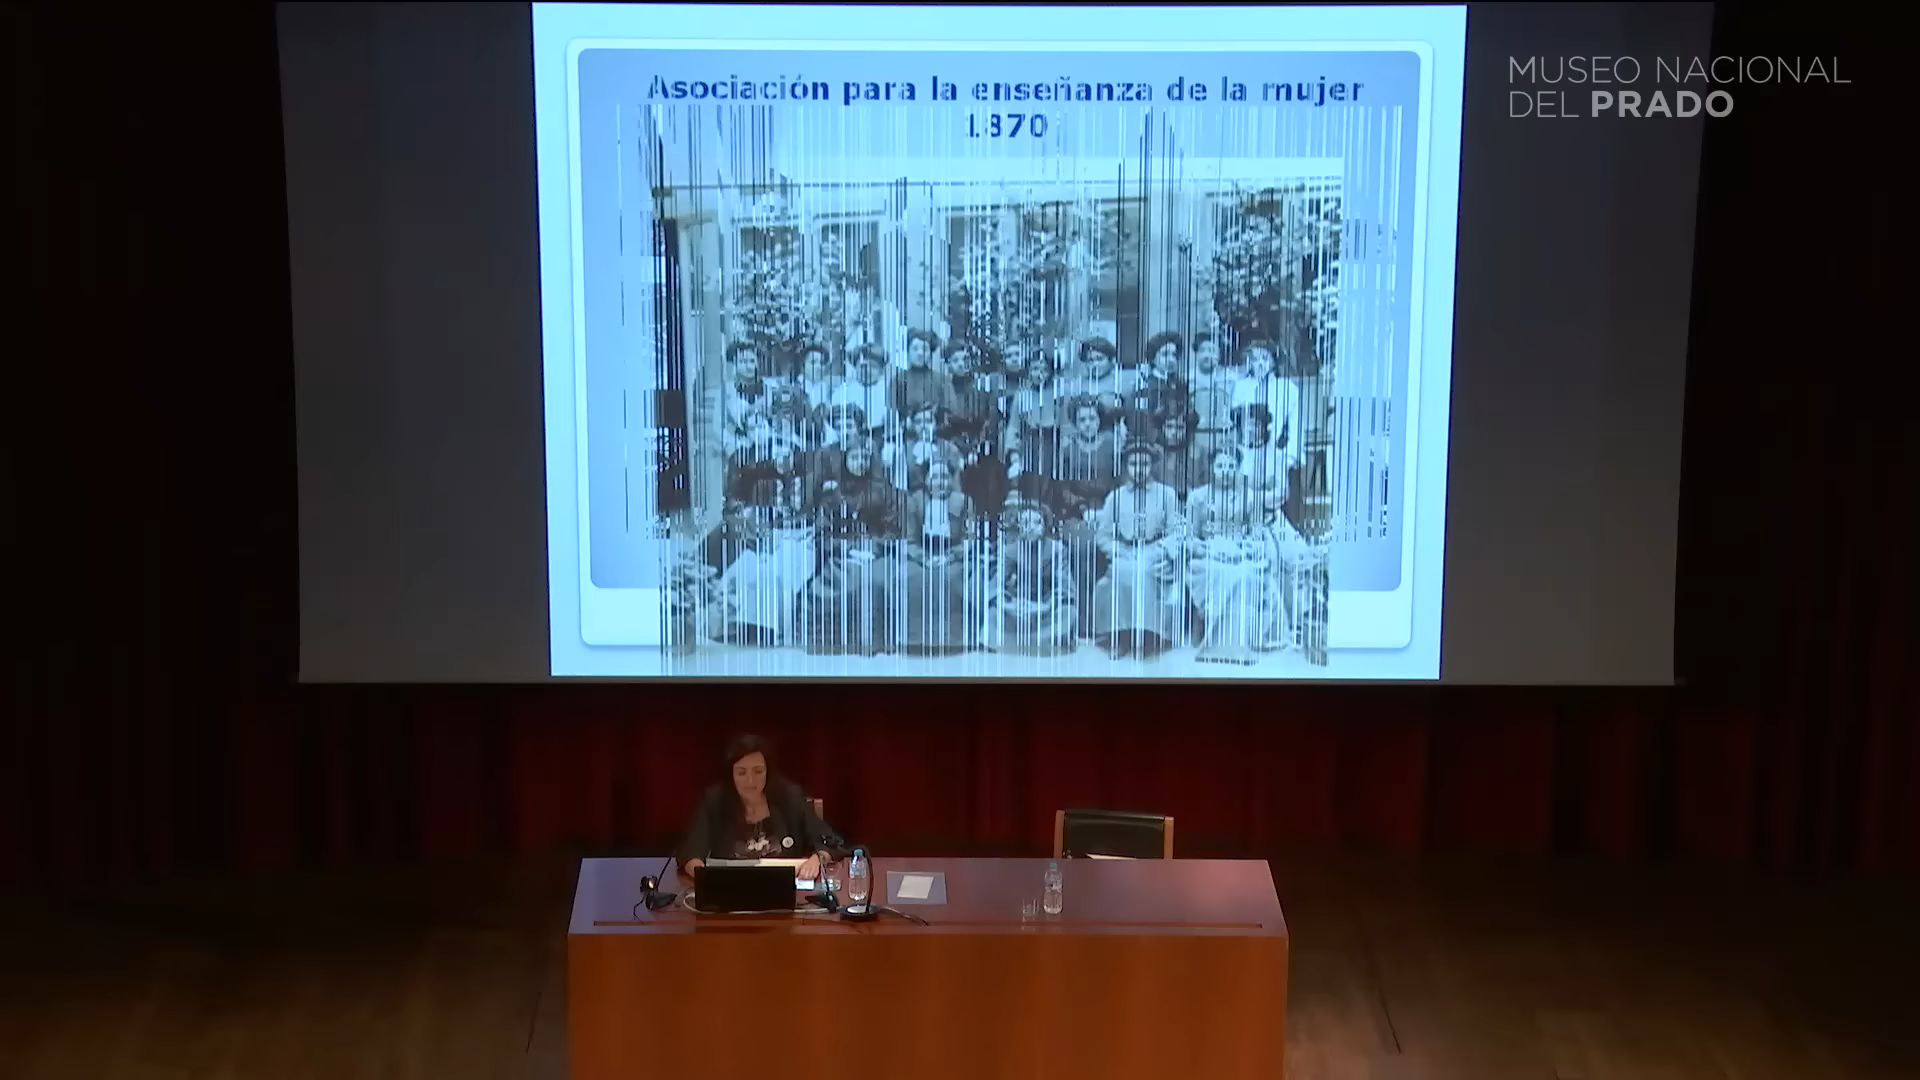 Asociación para la enseñanza de la mujer
1870
MUSEO NACIONAL
DEL PRADO